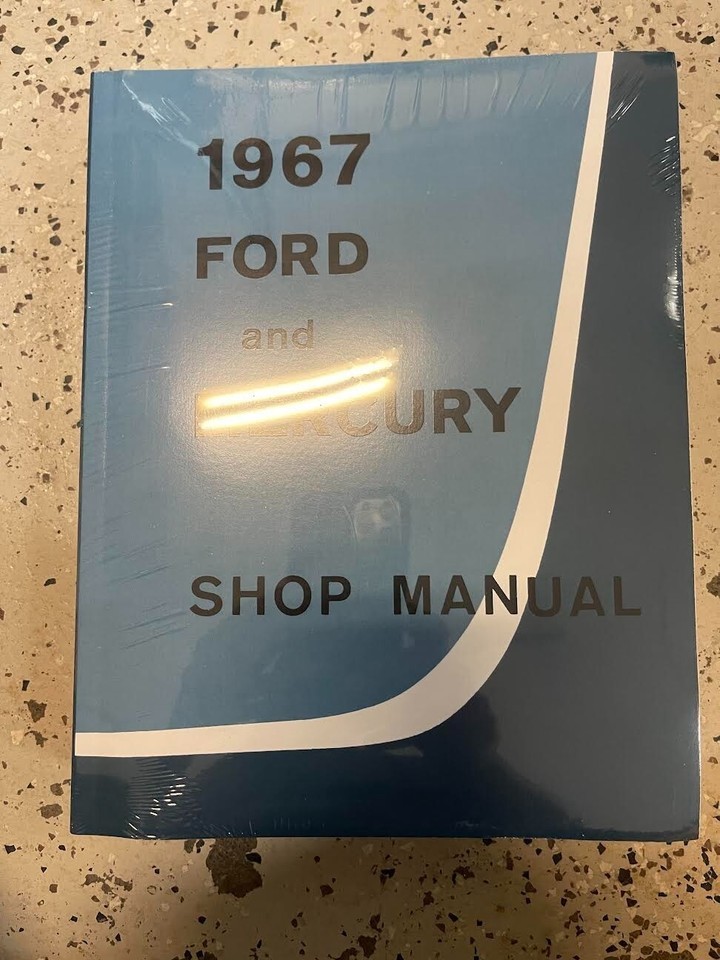 1967
FORD
and
MERCURY
SHOP MANUAL